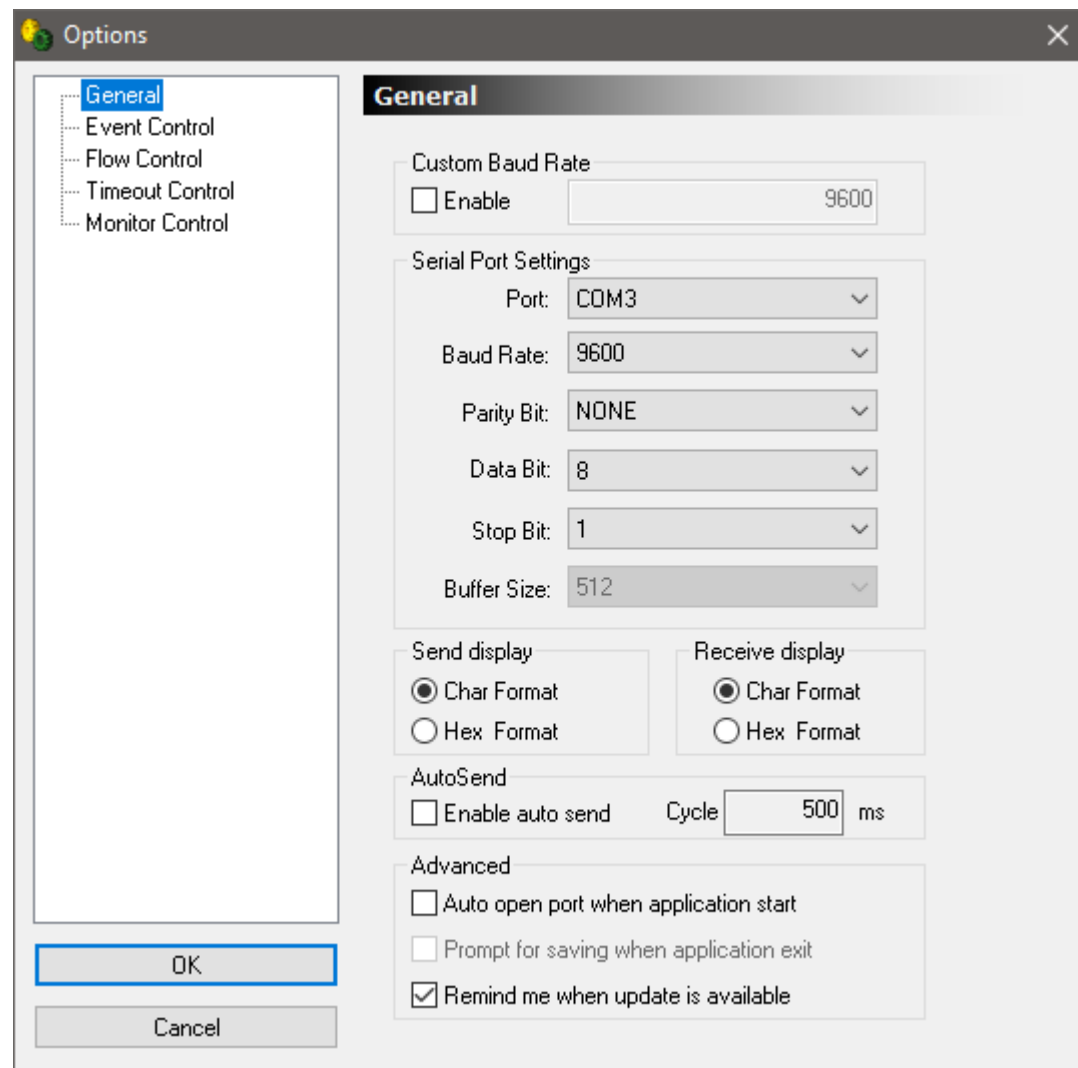 Options
General
Event Control
Flow Control
Timeout Control
Monitor Control
OK
Cancel
General
Custom Baud Rate
Enable 9600
Serial Port Settings
Port: COM3
Baud Rate: 9600
Parity Bit: NONE
Data Bit: 8
Stop Bit: 1
Buffer Size: 512
Send display
Char Format
Hex Format
Receive display
Char Format
Hex Format
AutoSend
Enable auto send Cycle 500 ms
Advanced
Auto open port when application start
Prompt for saving when application exit
Remind me when update is available